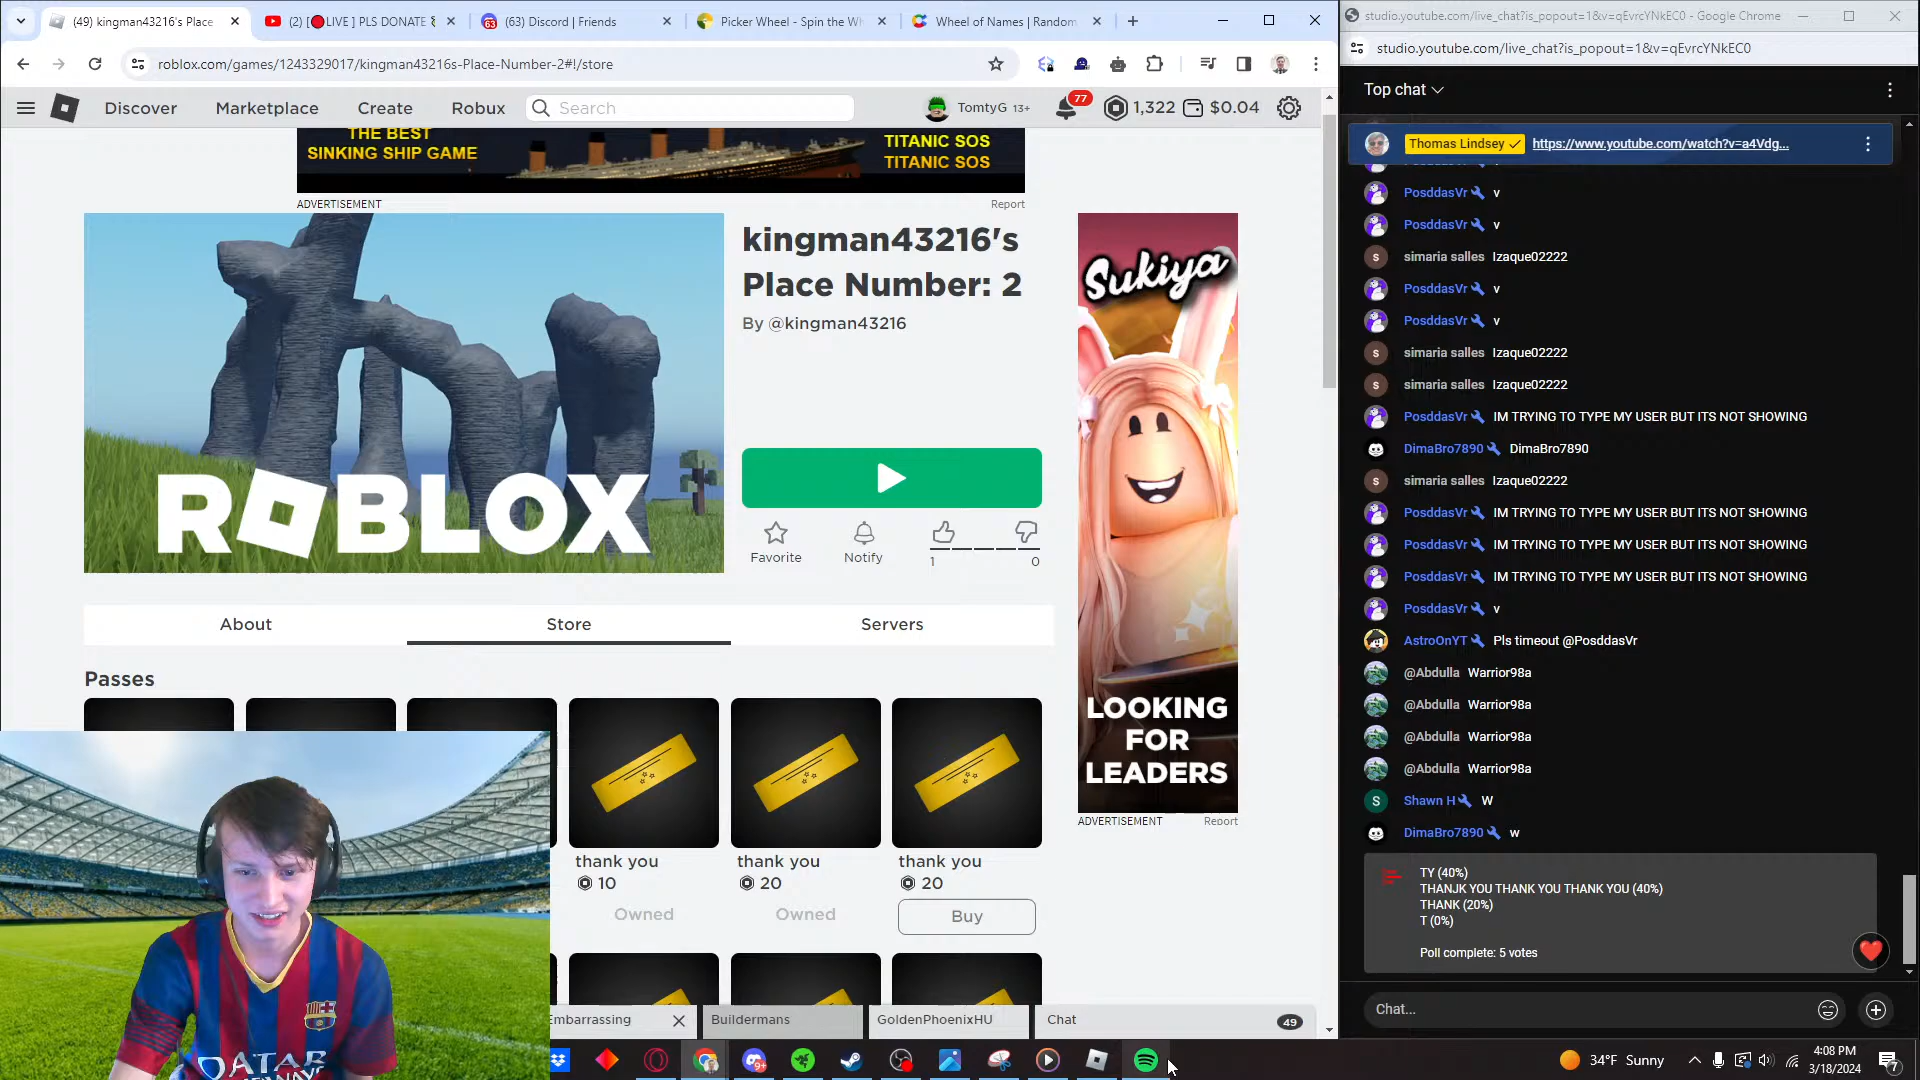 (49) kingman43216's Place
(2) [🔴LIVE ] PLS DONATE
(63) Discord | Friends
Picker Wheel - Spin the Wh
Wheel of Names | Random
roblox.com/games/1243329017/kingman43216s-Place-Number-2#!/store
Discover
Marketplace
Create
Robux
Search
TomtyG 13+
77
1,322
$0.04
THE BEST
SINKING SHIP GAME
TITANIC SOS
TITANIC SOS
ADVERTISEMENT
Report
ROBLOX
kingman43216's
Place Number: 2
By @kingman43216
Favorite
Notify
1
0
Sukiya
LOOKING
FOR
LEADERS
ADVERTISEMENT
Report
About
Store
Servers
Passes
thank you
10
Owned
thank you
20
Owned
thank you
20
Buy
QATAR
Embarrassing
Buildermans
GoldenPhoenixHU
Chat
49
studio.youtube.com/live_chat?is_popout=1&v=qEvrcYNkEC0 - Google Chrome
studio.youtube.com/live_chat?is_popout=1&v=qEvrcYNkEC0
Top chat
Thomas Lindsey https://www.youtube.com/watch?v=a4Vdg...
PosddasVr v
PosddasVr v
simaria salles Izaque02222
PosddasVr v
PosddasVr v
simaria salles Izaque02222
simaria salles Izaque02222
PosddasVr IM TRYING TO TYPE MY USER BUT ITS NOT SHOWING
DimaBro7890 DimaBro7890
simaria salles Izaque02222
PosddasVr IM TRYING TO TYPE MY USER BUT ITS NOT SHOWING
PosddasVr IM TRYING TO TYPE MY USER BUT ITS NOT SHOWING
PosddasVr IM TRYING TO TYPE MY USER BUT ITS NOT SHOWING
PosddasVr v
AstroOnYT Pls timeout @PosddasVr
@Abdulla Warrior98a
@Abdulla Warrior98a
@Abdulla Warrior98a
@Abdulla Warrior98a
Shawn H W
DimaBro7890 w
TY (40%)
THANJK YOU THANK YOU THANK YOU (40%)
THANK (20%)
T (0%)
Poll complete: 5 votes
Chat...
34°F Sunny
4:08 PM
3/18/2024
7